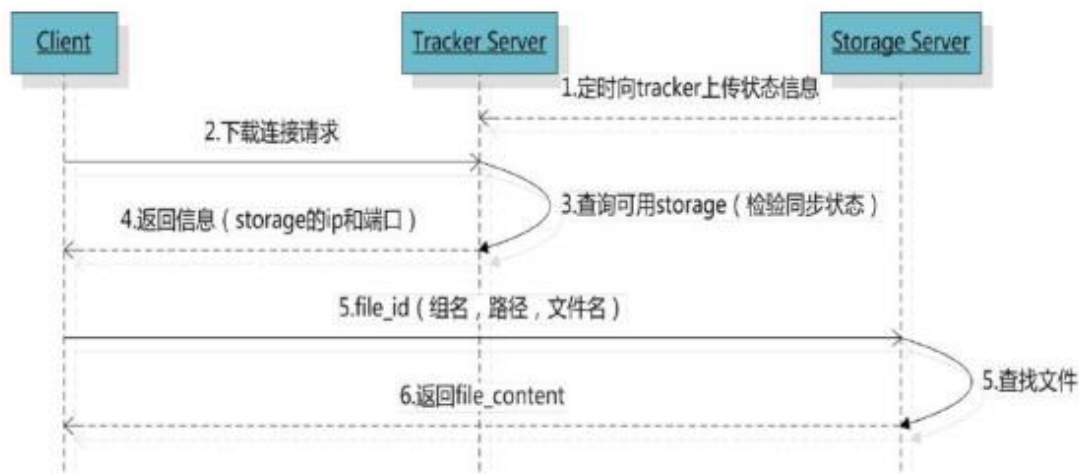 Client
Tracker Server
Storage Server
1.定时向tracker上传状态信息
2.下载连接请求
3.查询可用storage（检验同步状态）
4.返回信息（storage的ip和端口）
5.file_id（组名，路径，文件名）
5.查找文件
6.返回file_content